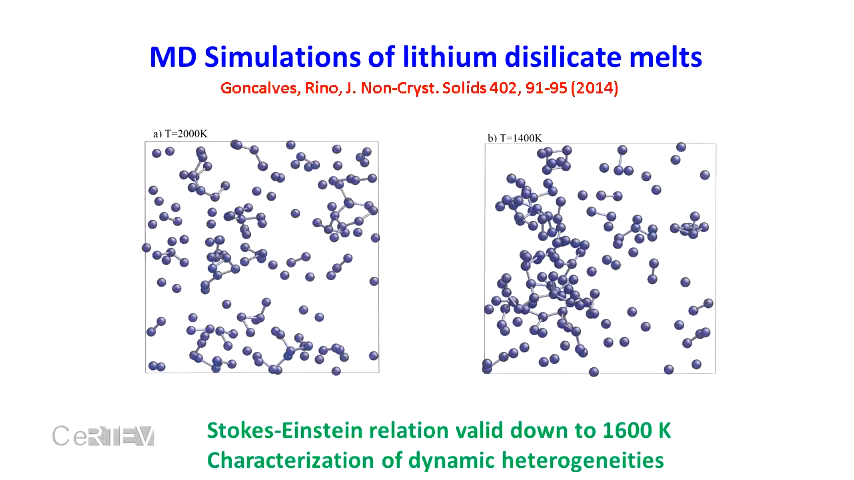 MD Simulations of lithium disilicate melts
Goncalves, Rino, J. Non-Cryst. Solids 402, 91-95 (2014)
a) T=2000K
b) T=1400K
CeRTEV
Stokes-Einstein relation valid down to 1600 K
Characterization of dynamic heterogeneities